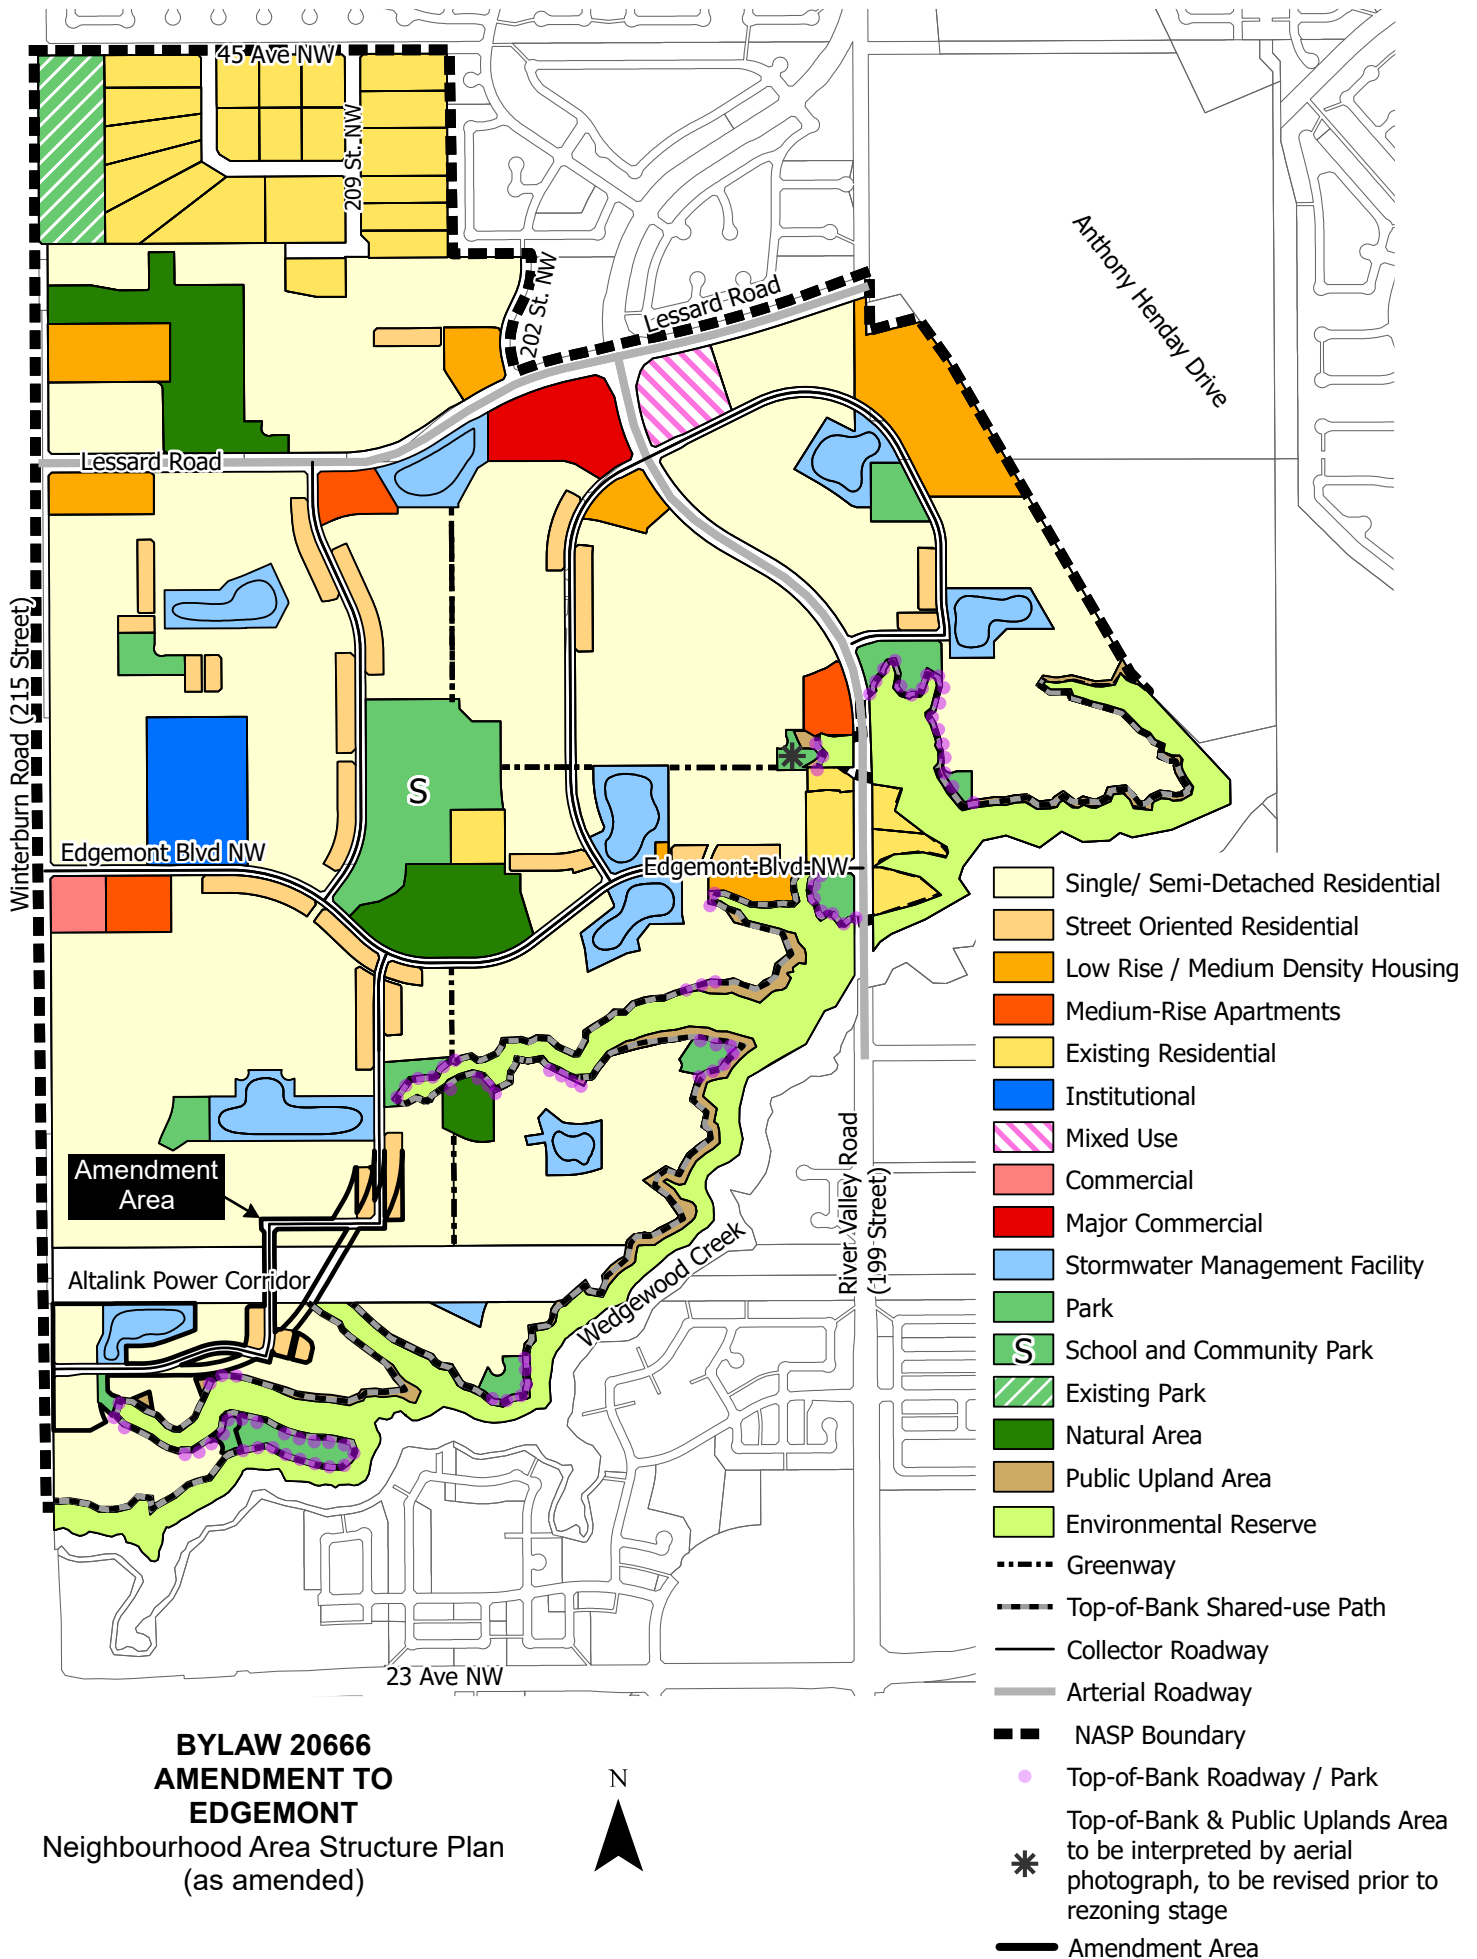 45 Ave NW
209 St. NW
202 St. NW
Lessard Road
Anthony Henday Drive
Lessard Road
Winterburn Road (215 Street)
S
Edgemont Blvd NW
Edgemont Blvd NW
Amendment
Area
River Valley Road
(199 Street)
Wedgewood Creek
Altalink Power Corridor
23 Ave NW
Single/ Semi-Detached Residential
Street Oriented Residential
Low Rise / Medium Density Housing
Medium-Rise Apartments
Existing Residential
Institutional
Mixed Use
Commercial
Major Commercial
Stormwater Management Facility
Park
S School and Community Park
Existing Park
Natural Area
Public Upland Area
Environmental Reserve
Greenway
Top-of-Bank Shared-use Path
Collector Roadway
Arterial Roadway
NASP Boundary
Top-of-Bank Roadway / Park
Top-of-Bank & Public Uplands Area
to be interpreted by aerial
photograph, to be revised prior to
rezoning stage
Amendment Area
BYLAW 20666
AMENDMENT TO
EDGEMONT
Neighbourhood Area Structure Plan
(as amended)
N